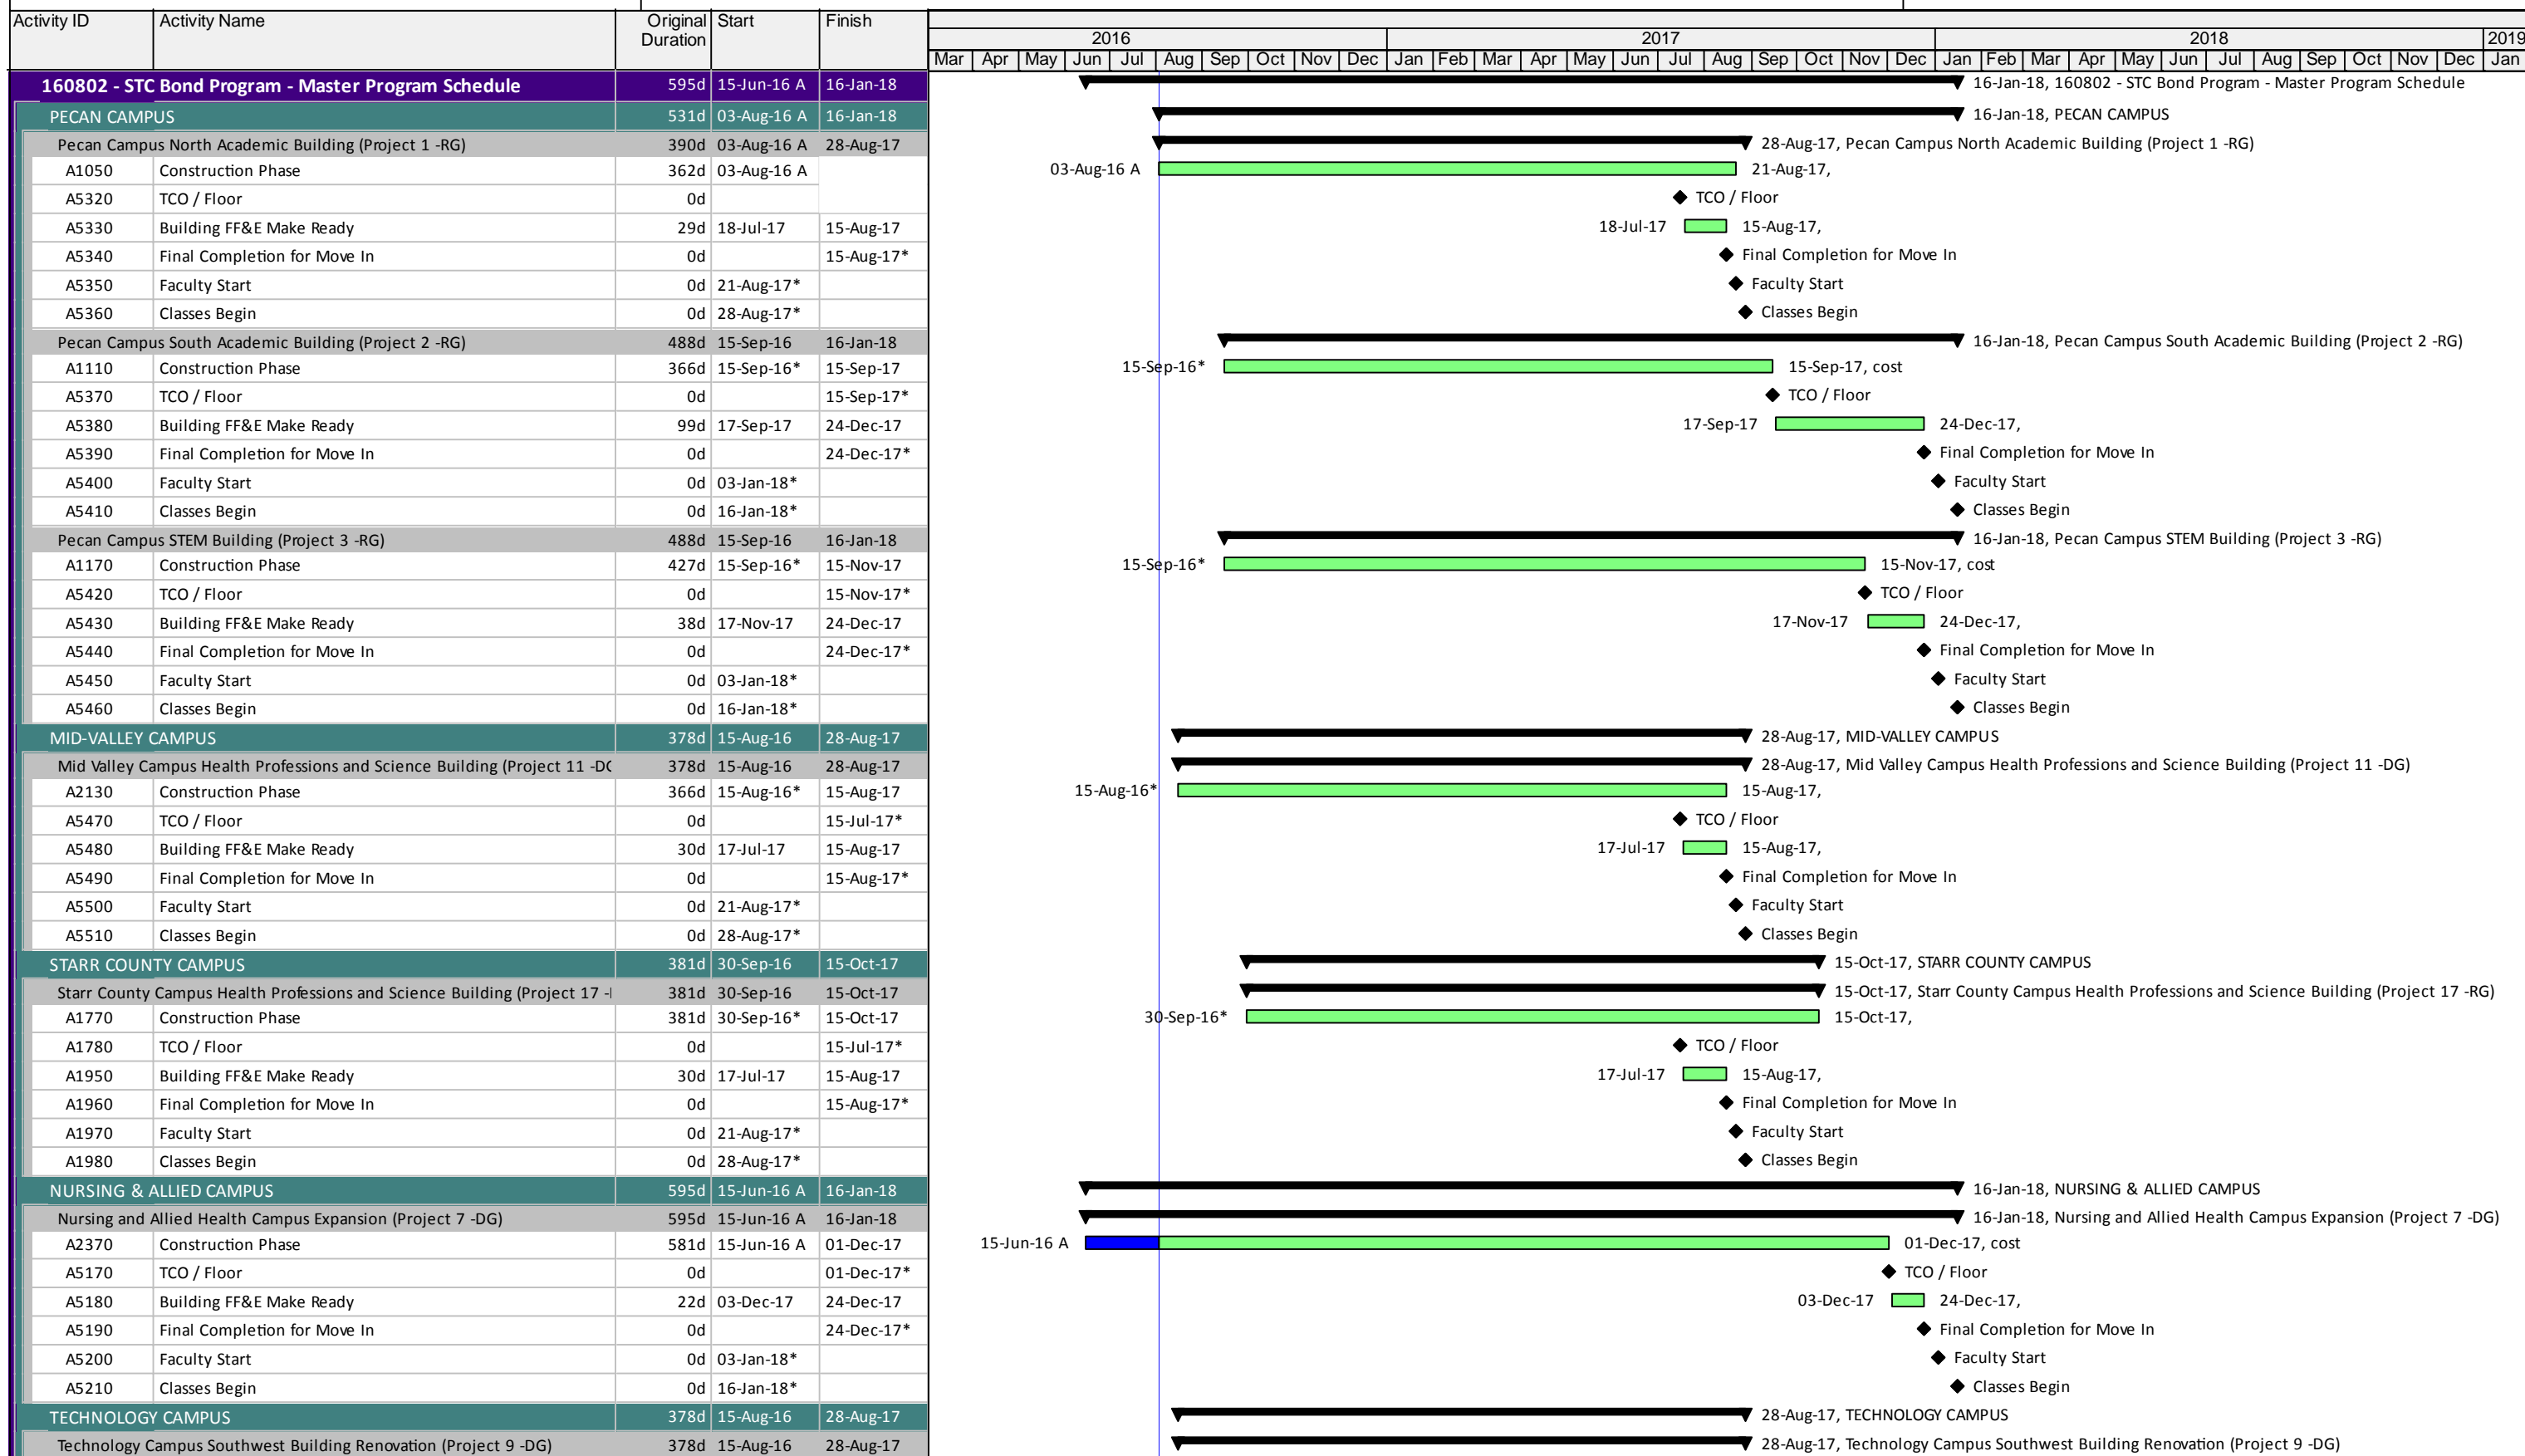 Activity ID Activity Name Original Duration Start Finish
2016 2017 2018 2019
Mar Apr May Jun Jul Aug Sep Oct Nov Dec Jan Feb Mar Apr May Jun Jul Aug Sep Oct Nov Dec Jan Feb Mar Apr May Jun Jul Aug Sep Oct Nov Dec Jan
160802 - STC Bond Program - Master Program Schedule 595d 15-Jun-16 A 16-Jan-18 16-Jan-18, 160802 - STC Bond Program - Master Program Schedule
PECAN CAMPUS 531d 03-Aug-16 A 16-Jan-18 16-Jan-18, PECAN CAMPUS
Pecan Campus North Academic Building (Project 1 -RG) 390d 03-Aug-16 A 28-Aug-17 28-Aug-17, Pecan Campus North Academic Building (Project 1 -RG)
A1050 Construction Phase 362d 03-Aug-16 A 03-Aug-16 A 21-Aug-17,
A5320 TCO / Floor 0d TCO / Floor
A5330 Building FF&E Make Ready 29d 18-Jul-17 15-Aug-17 18-Jul-17 15-Aug-17,
A5340 Final Completion for Move In 0d 15-Aug-17* Final Completion for Move In
A5350 Faculty Start 0d 21-Aug-17* Faculty Start
A5360 Classes Begin 0d 28-Aug-17* Classes Begin
Pecan Campus South Academic Building (Project 2 -RG) 488d 15-Sep-16 16-Jan-18 16-Jan-18, Pecan Campus South Academic Building (Project 2 -RG)
A1110 Construction Phase 366d 15-Sep-16* 15-Sep-17 15-Sep-16* 15-Sep-17, cost
A5370 TCO / Floor 0d 15-Sep-17* TCO / Floor
A5380 Building FF&E Make Ready 99d 17-Sep-17 24-Dec-17 17-Sep-17 24-Dec-17,
A5390 Final Completion for Move In 0d 24-Dec-17* Final Completion for Move In
A5400 Faculty Start 0d 03-Jan-18* Faculty Start
A5410 Classes Begin 0d 16-Jan-18* Classes Begin
Pecan Campus STEM Building (Project 3 -RG) 488d 15-Sep-16 16-Jan-18 16-Jan-18, Pecan Campus STEM Building (Project 3 -RG)
A1170 Construction Phase 427d 15-Sep-16* 15-Nov-17 15-Sep-16* 15-Nov-17, cost
A5420 TCO / Floor 0d 15-Nov-17* TCO / Floor
A5430 Building FF&E Make Ready 38d 17-Nov-17 24-Dec-17 17-Nov-17 24-Dec-17,
A5440 Final Completion for Move In 0d 24-Dec-17* Final Completion for Move In
A5450 Faculty Start 0d 03-Jan-18* Faculty Start
A5460 Classes Begin 0d 16-Jan-18* Classes Begin
MID-VALLEY CAMPUS 378d 15-Aug-16 28-Aug-17 28-Aug-17, MID-VALLEY CAMPUS
Mid Valley Campus Health Professions and Science Building (Project 11 -DG 378d 15-Aug-16 28-Aug-17 28-Aug-17, Mid Valley Campus Health Professions and Science Building (Project 11 -DG)
A2130 Construction Phase 366d 15-Aug-16* 15-Aug-17 15-Aug-16* 15-Aug-17,
A5470 TCO / Floor 0d 15-Jul-17* TCO / Floor
A5480 Building FF&E Make Ready 30d 17-Jul-17 15-Aug-17 17-Jul-17 15-Aug-17,
A5490 Final Completion for Move In 0d 15-Aug-17* Final Completion for Move In
A5500 Faculty Start 0d 21-Aug-17* Faculty Start
A5510 Classes Begin 0d 28-Aug-17* Classes Begin
STARR COUNTY CAMPUS 381d 30-Sep-16 15-Oct-17 15-Oct-17, STARR COUNTY CAMPUS
Starr County Campus Health Professions and Science Building (Project 17 - 381d 30-Sep-16 15-Oct-17 15-Oct-17, Starr County Campus Health Professions and Science Building (Project 17 -RG)
A1770 Construction Phase 381d 30-Sep-16* 15-Oct-17 30-Sep-16* 15-Oct-17,
A1780 TCO / Floor 0d 15-Jul-17* TCO / Floor
A1950 Building FF&E Make Ready 30d 17-Jul-17 15-Aug-17 17-Jul-17 15-Aug-17,
A1960 Final Completion for Move In 0d 15-Aug-17* Final Completion for Move In
A1970 Faculty Start 0d 21-Aug-17* Faculty Start
A1980 Classes Begin 0d 28-Aug-17* Classes Begin
NURSING & ALLIED CAMPUS 595d 15-Jun-16 A 16-Jan-18 16-Jan-18, NURSING & ALLIED CAMPUS
Nursing and Allied Health Campus Expansion (Project 7 -DG) 595d 15-Jun-16 A 16-Jan-18 16-Jan-18, Nursing and Allied Health Campus Expansion (Project 7 -DG)
A2370 Construction Phase 581d 15-Jun-16 A 01-Dec-17 15-Jun-16 A 01-Dec-17, cost
A5170 TCO / Floor 0d 01-Dec-17* TCO / Floor
A5180 Building FF&E Make Ready 22d 03-Dec-17 24-Dec-17 03-Dec-17 24-Dec-17,
A5190 Final Completion for Move In 0d 24-Dec-17* Final Completion for Move In
A5200 Faculty Start 0d 03-Jan-18* Faculty Start
A5210 Classes Begin 0d 16-Jan-18* Classes Begin
TECHNOLOGY CAMPUS 378d 15-Aug-16 28-Aug-17 28-Aug-17, TECHNOLOGY CAMPUS
Technology Campus Southwest Building Renovation (Project 9 -DG) 378d 15-Aug-16 28-Aug-17 28-Aug-17, Technology Campus Southwest Building Renovation (Project 9 -DG)